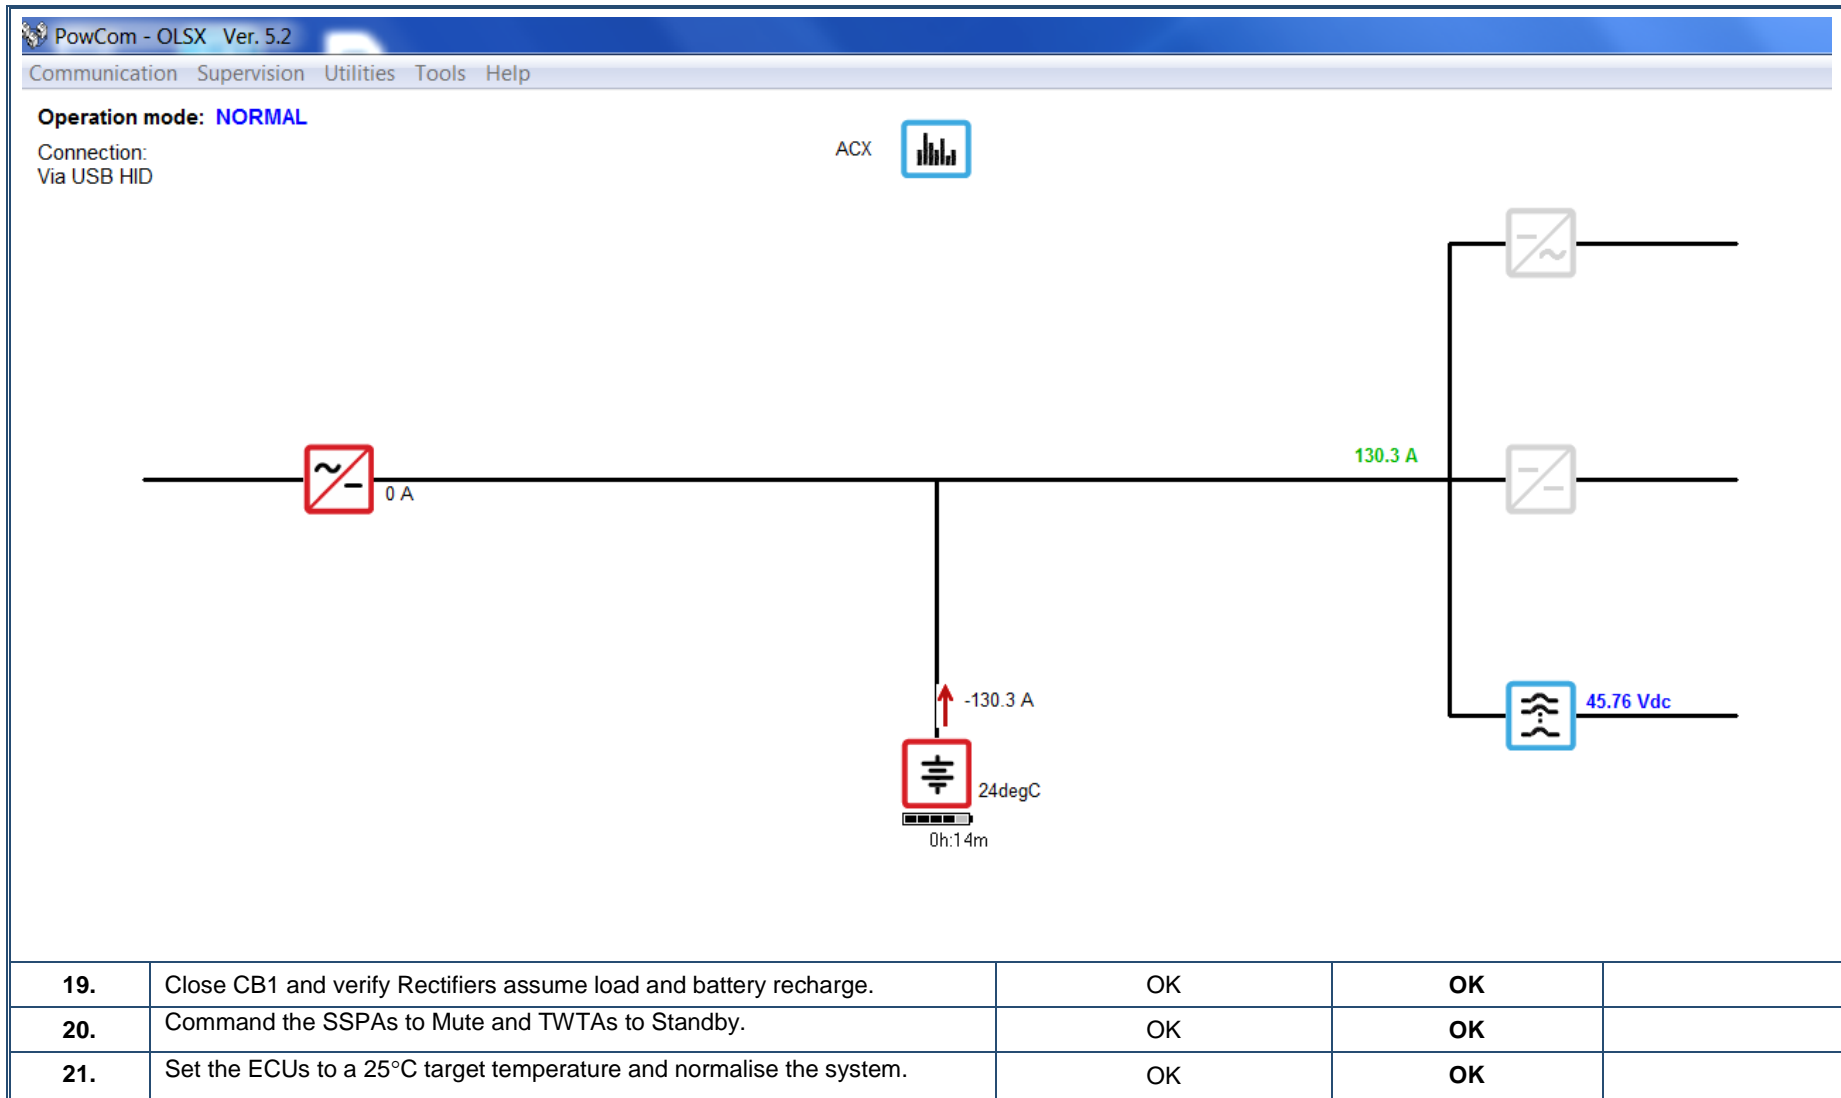 PowCom - OLSX Ver. 5.2
Communication Supervision Utilities Tools Help
Operation mode: NORMAL
Connection:
Via USB HID
ACX
130.3 A
0 A
-130.3 A
45.76 Vdc
24degC
0h:14m
19. Close CB1 and verify Rectifiers assume load and battery recharge. OK OK
20. Command the SSPAs to Mute and TWTAs to Standby. OK OK
21. Set the ECUs to a 25°C target temperature and normalise the system. OK OK